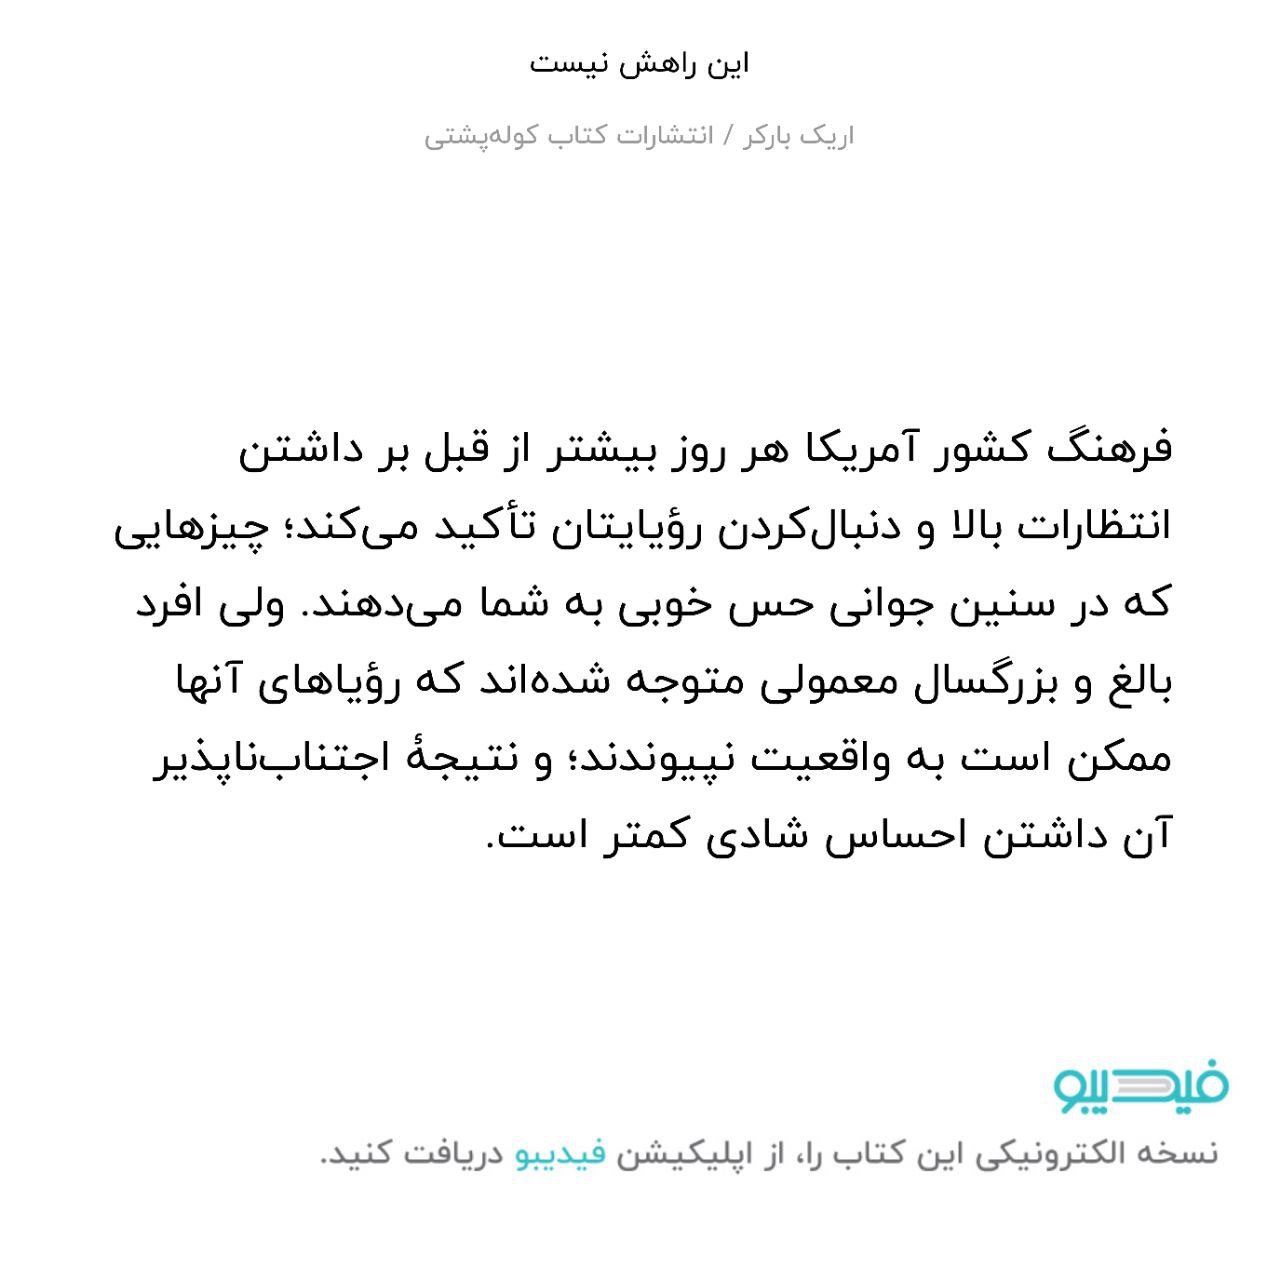 این راهش نیست
اریک بارکر / انتشارات کتاب کوله‌پشتی
فرهنگ کشور آمریکا هر روز بیشتر از قبل بر داشتن
انتظارات بالا و دنبال‌کردن رؤیایتان تأکید می‌کند؛ چیزهایی
که در سنین جوانی حس خوبی به شما می‌دهند. ولی افرد
بالغ و بزرگسال معمولی متوجه شده‌اند که رؤیاهای آنها
ممکن است به واقعیت نپیوندند؛ و نتیجهٔ اجتناب‌ناپذیر
آن داشتن احساس شادی کمتر است.
فیدیبو
نسخه الکترونیکی این کتاب را، از اپلیکیشن فیدیبو دریافت کنید.